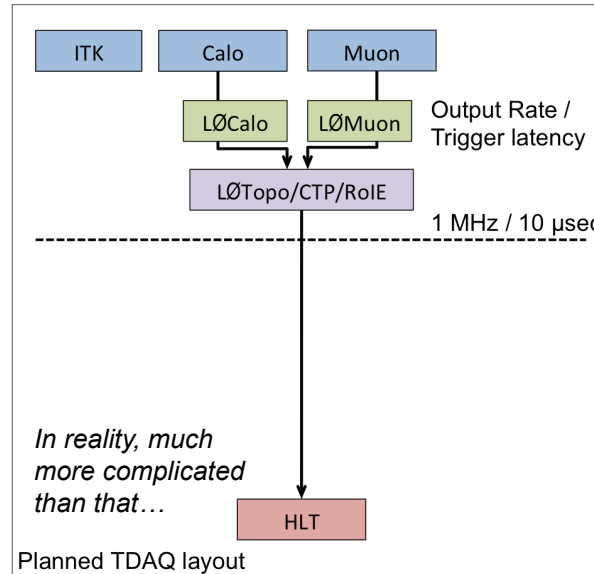 ITK
Calo
Muon
LØCalo
LØMuon
Output Rate /
Trigger latency
LØTopo/CTP/RoIE
1 MHz / 10 µsec
In reality, much
more complicated
than that…
HLT
Planned TDAQ layout